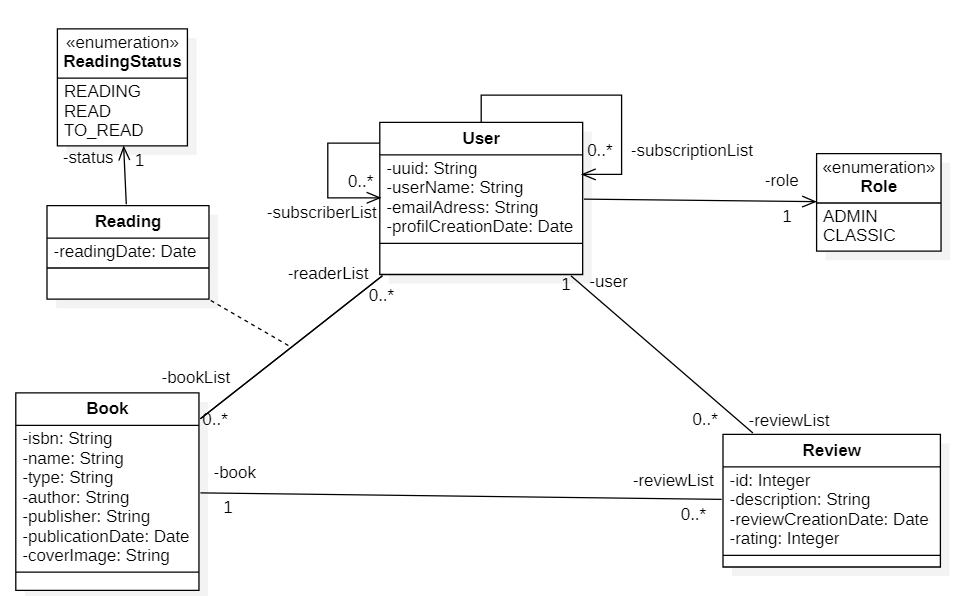 «enumeration»
ReadingStatus
READING
READ
TO_READ
-status
1
Reading
-readingDate: Date
User
-uuid: String
-userName: String
-emailAdress: String
-profilCreationDate: Date
0..*
-subscriberList
0..*
-subscriptionList
-role
1
«enumeration»
Role
ADMIN
CLASSIC
-readerList
0..*
1
-user
-bookList
0..*
Book
-isbn: String
-name: String
-type: String
-author: String
-publisher: String
-publicationDate: Date
-coverImage: String
-book
1
-reviewList
0..*
0..*
-reviewList
Review
-id: Integer
-description: String
-reviewCreationDate: Date
-rating: Integer